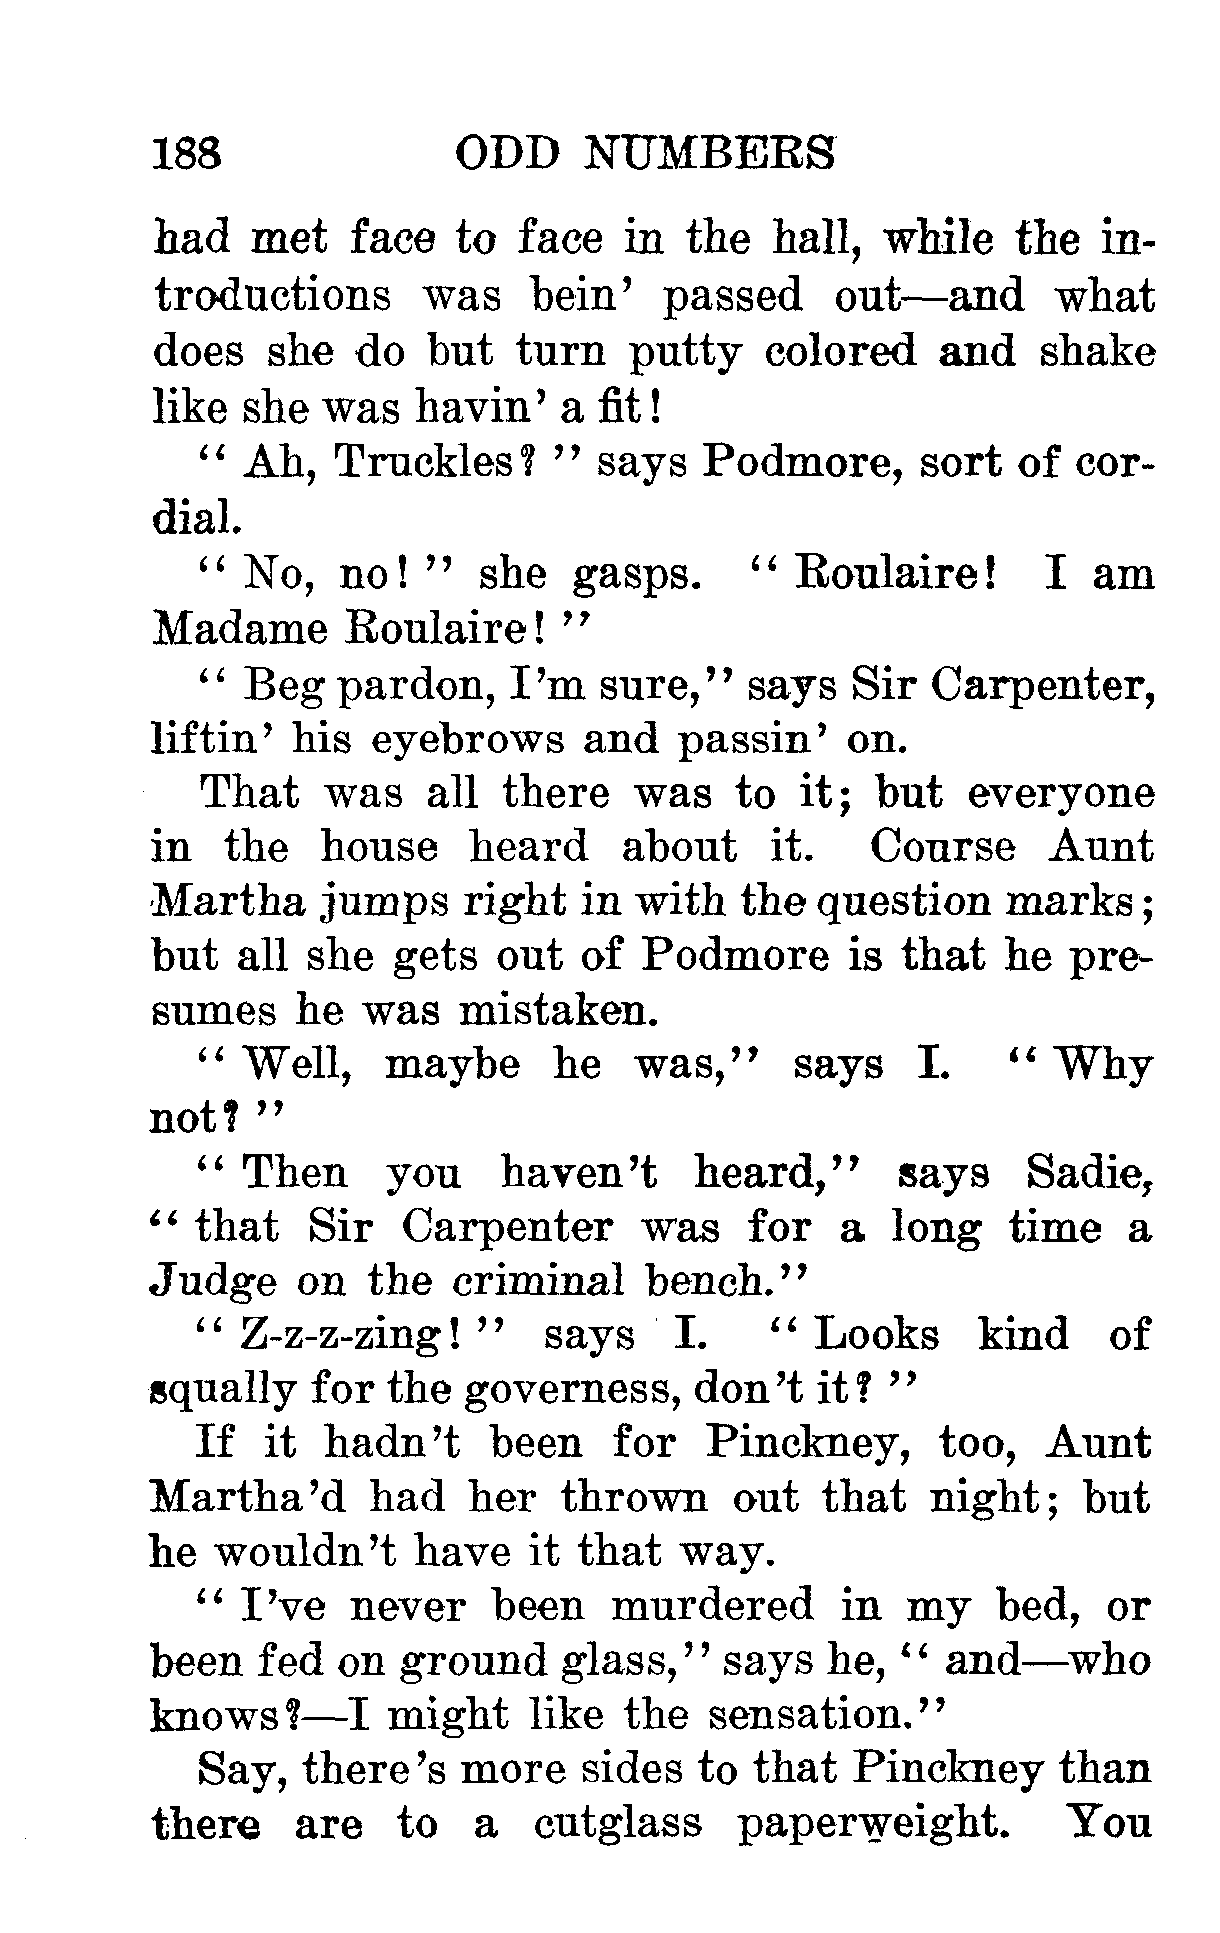 188 ODD NUMBERS
had met face to face in the hall, while the in-
troductions was bein' passed out—and what
does she do but turn putty colored and shake
like she was havin' a fit!
"Ah, Truckles?" says Podmore, sort of cor-
dial.
"No, no!" she gasps. "Roulaire! I am
Madame Roulaire!"
"Beg pardon, I'm sure," says Sir Carpenter,
liftin' his eyebrows and passin' on.
That was all there was to it; but everyone
in the house heard about it. Course Aunt
Martha jumps right in with the question marks;
but all she gets out of Podmore is that he pre-
sumes he was mistaken.
"Well, maybe he was," says I. "Why
not?"
"Then you haven't heard," says Sadie,
"that Sir Carpenter was for a long time a
Judge on the criminal bench."
"Z-z-z-zing!" says I. "Looks kind of
squally for the governess, don't it?"
If it hadn't been for Pinckney, too, Aunt
Martha'd had her thrown out that night; but
he wouldn't have it that way.
"I've never been murdered in my bed, or
been fed on ground glass," says he, "and—who
knows?—I might like the sensation."
Say, there's more sides to that Pinckney than
there are to a cutglass paperweight. You